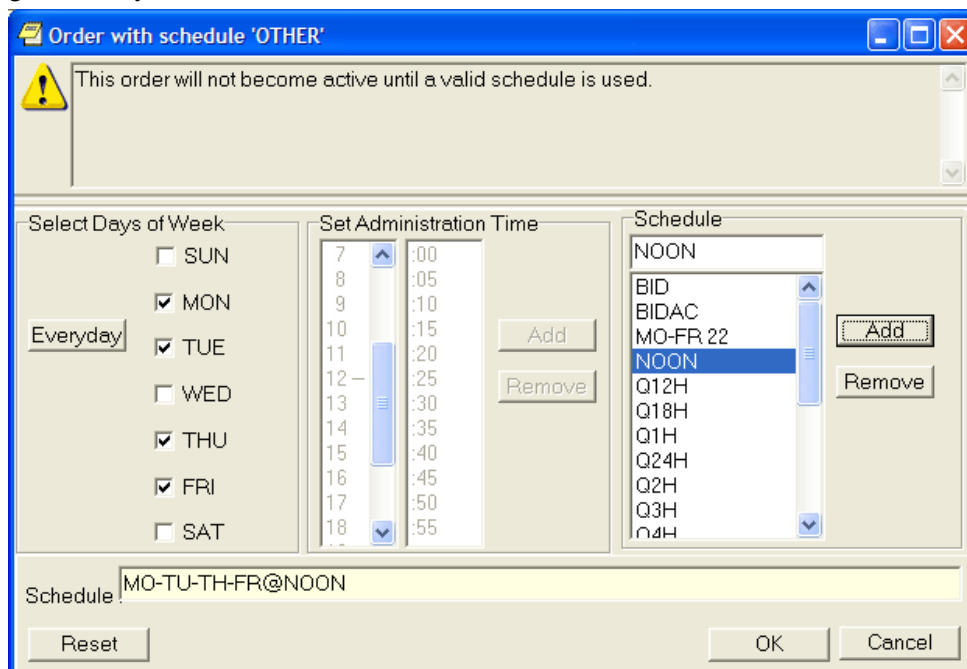 Order with schedule 'OTHER'
This order will not become active until a valid schedule is used.
Select Days of Week
SUN
MON
Everyday
TUE
WED
THU
FRI
SAT
Set Administration Time
7 :00
8 :05
9 :10
10 :15
11 :20
12 – :25
13 :30
14 :35
15 :40
16 :45
17 :50
18 :55
Add
Remove
Schedule
NOON
BID
BIDAC
MO-FR 22
NOON
Q12H
Q18H
Q1H
Q24H
Q2H
Q3H
Q4H
Add
Remove
Schedule MO-TU-TH-FR@NOON
Reset
OK
Cancel